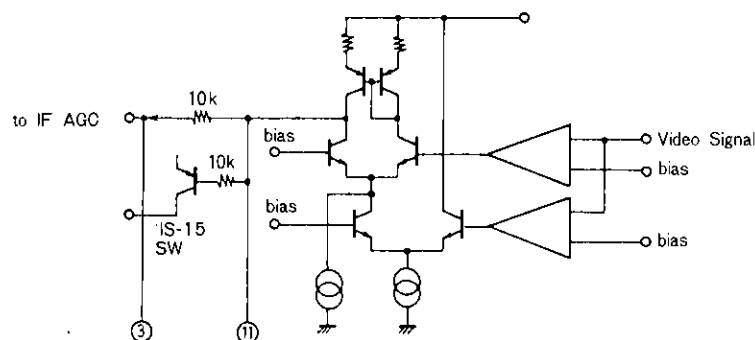 10k
to IF AGC
bias
Video Signal
10k
bias
bias
IS-15
SW
bias
3
11